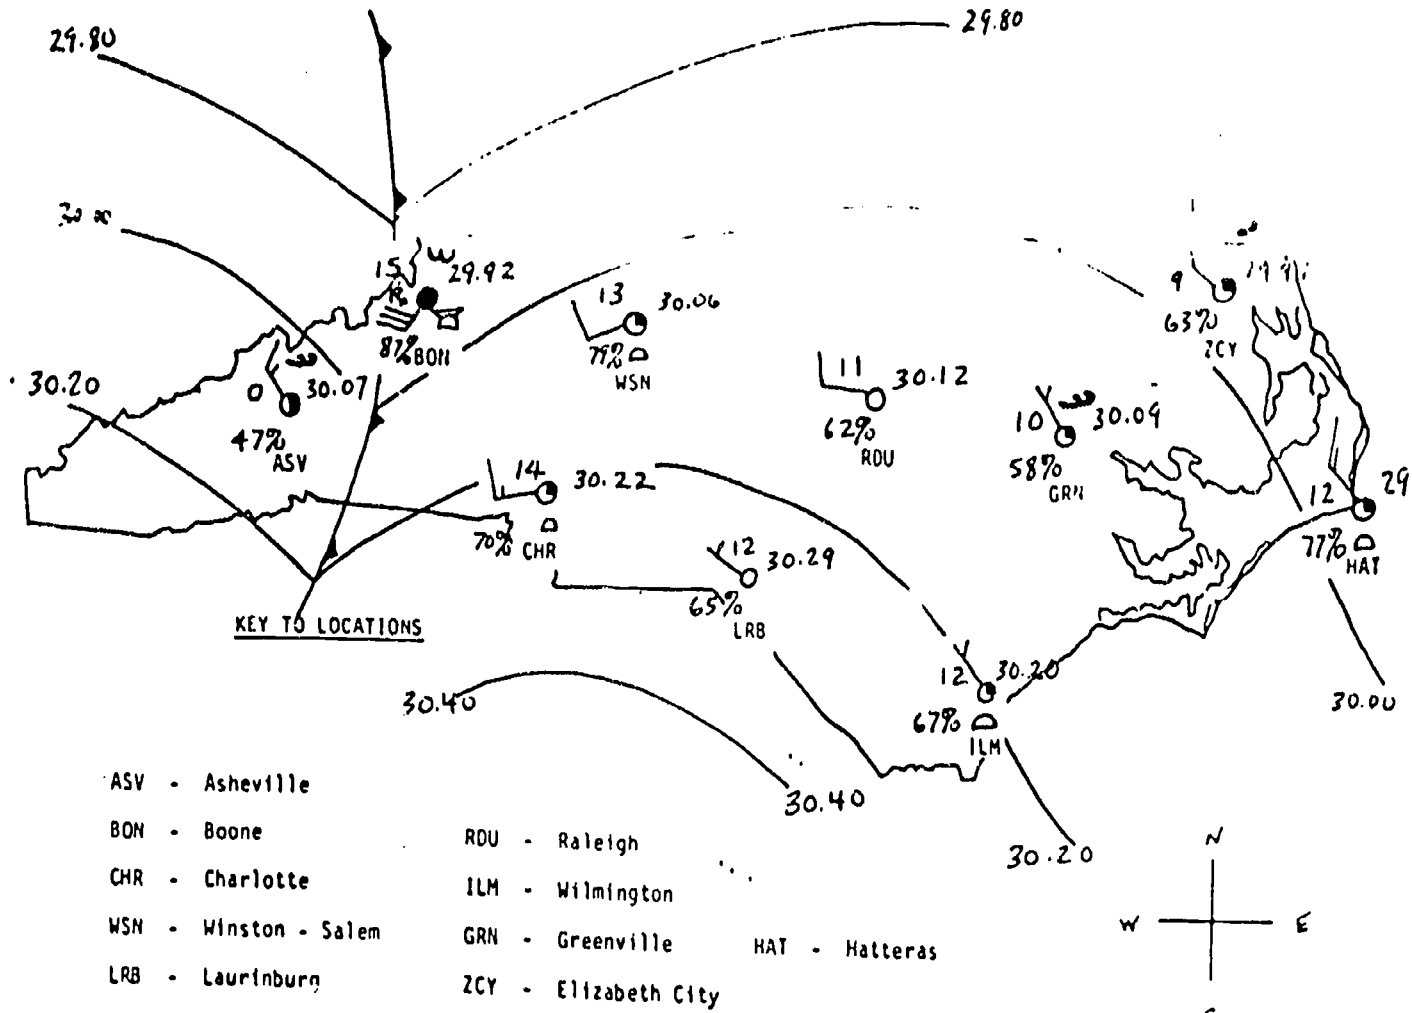 29.80
29.80
30.00
15
29.92
87% BON
13
30.06
79%
WSN
9
63%
ZCY
30.20
0
30.07
47%
ASV
11
30.12
62%
RDU
10
30.09
58%
GRN
14
30.22
70%
CHR
12
29
77%
HAT
12
30.29
65%
LRB
KEY TO LOCATIONS
12
30.20
67%
ILM
30.40
30.00
30.40
30.20
ASV - Asheville
BON - Boone
CHR - Charlotte
WSN - Winston - Salem
LRB - Laurinburg
RDU - Raleigh
ILM - Wilmington
GRN - Greenville
ZCY - Elizabeth City
HAT - Hatteras
N
W
E